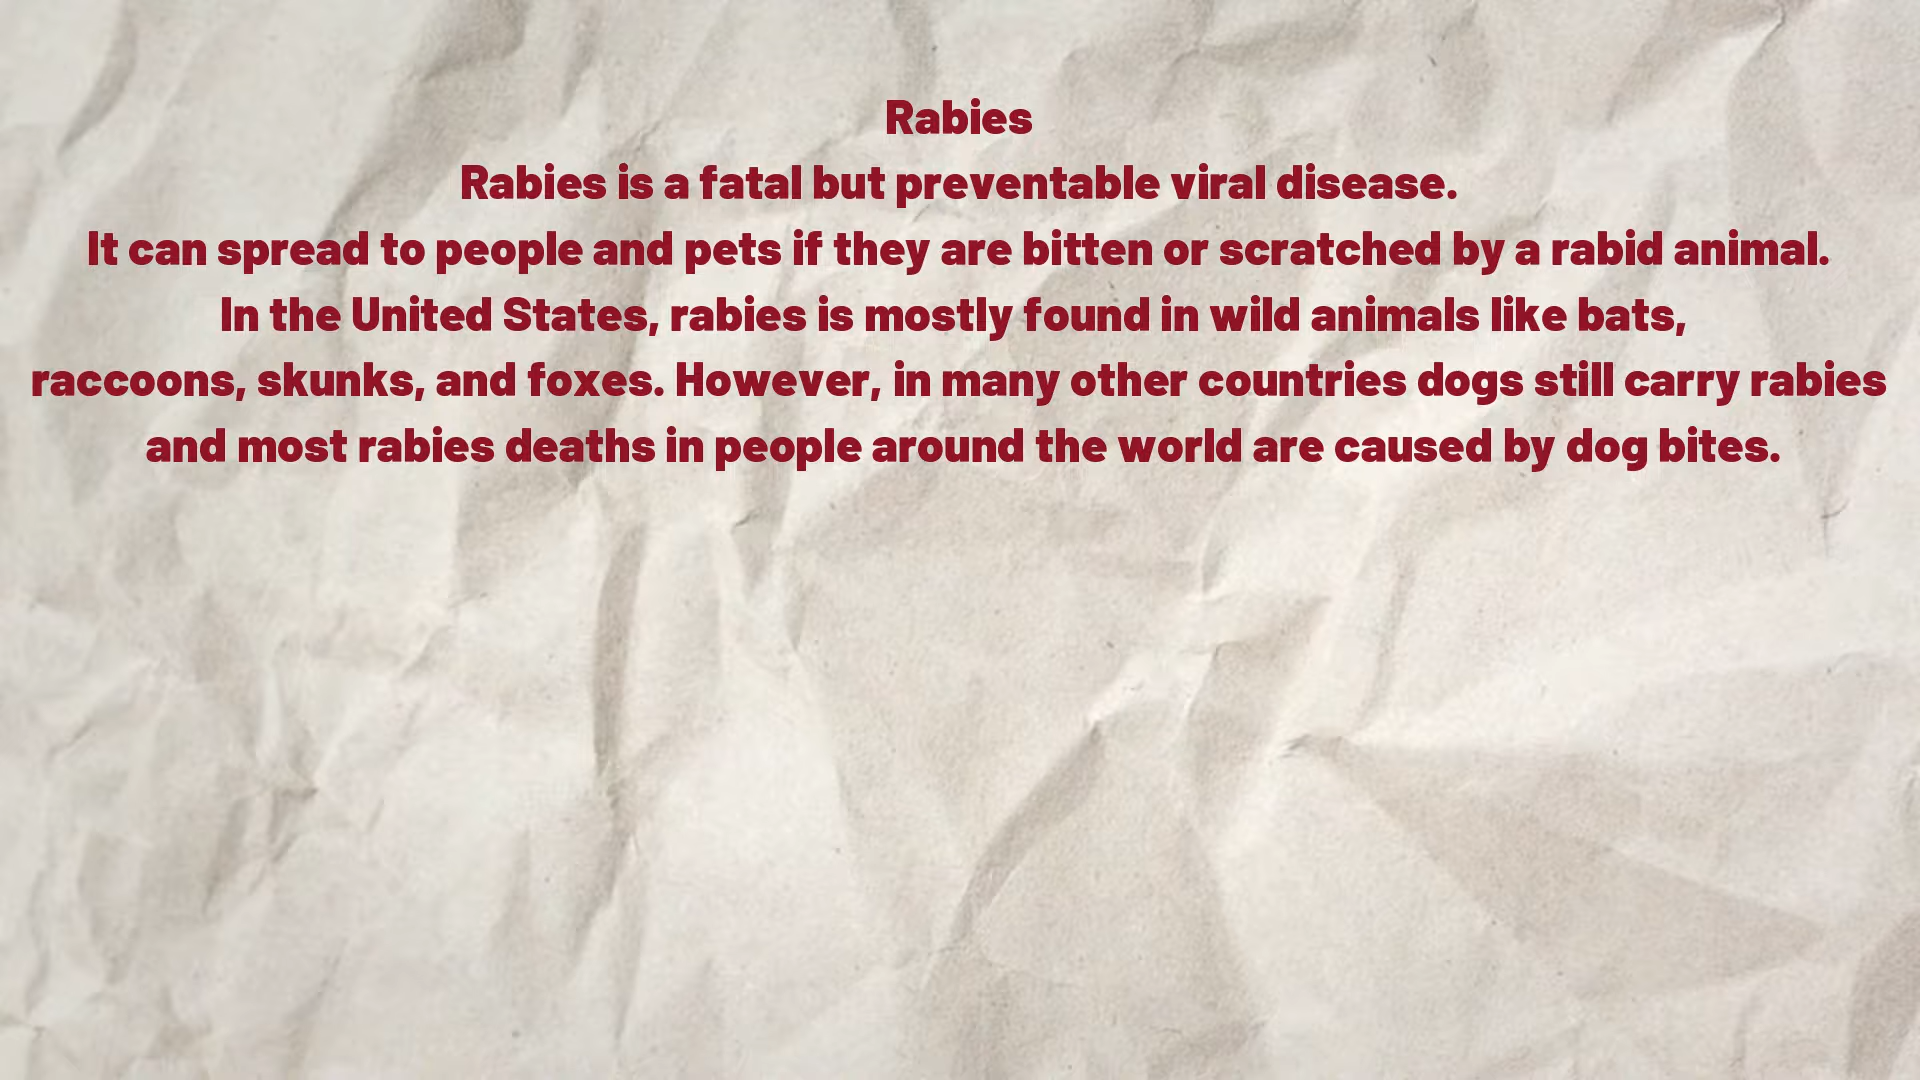 Rabies
Rabies is a fatal but preventable viral disease.
It can spread to people and pets if they are bitten or scratched by a rabid animal.
In the United States, rabies is mostly found in wild animals like bats,
raccoons, skunks, and foxes. However, in many other countries dogs still carry rabies
and most rabies deaths in people around the world are caused by dog bites.